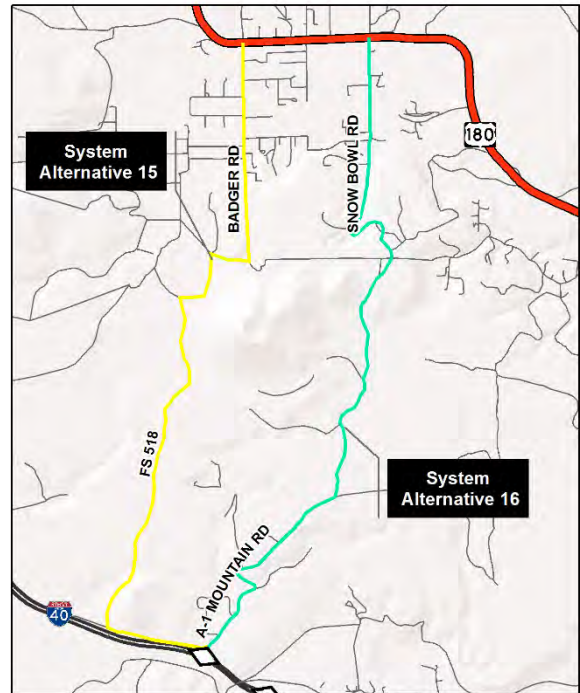 180
System
Alternative 15
BADGER RD
SNOW BOWL RD
FS 518
System
Alternative 16
A-1 MOUNTAIN RD
40